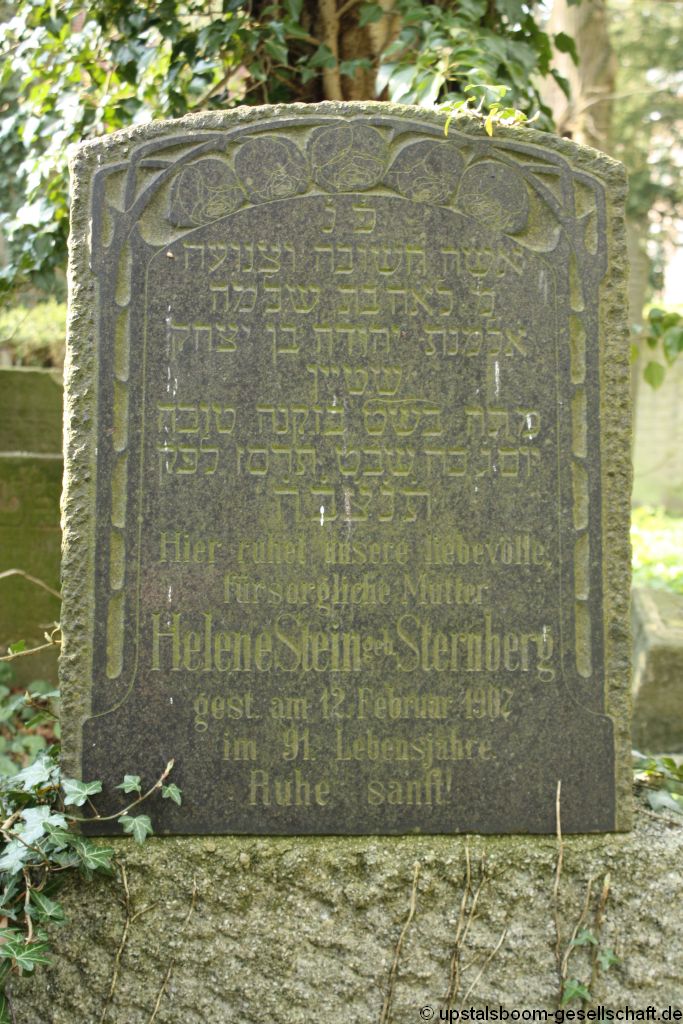 פ נ
אשה חשובה וצנועה
מ לאה בת שלמה
אלמנת יהודה בן יצחק
שטיין
מתה בשט בזקנה טובה
יום ג כח שבט תרסז לפק
תנצבה
Hier ruhet unsere liebevolle,
fürsorgliche Mutter
Helene Stein geb. Sternberg
gest. am 12. Februar 1907
im 91. Lebensjahre.
Ruhe sanft!
© upstalsboom-gesellschaft.de